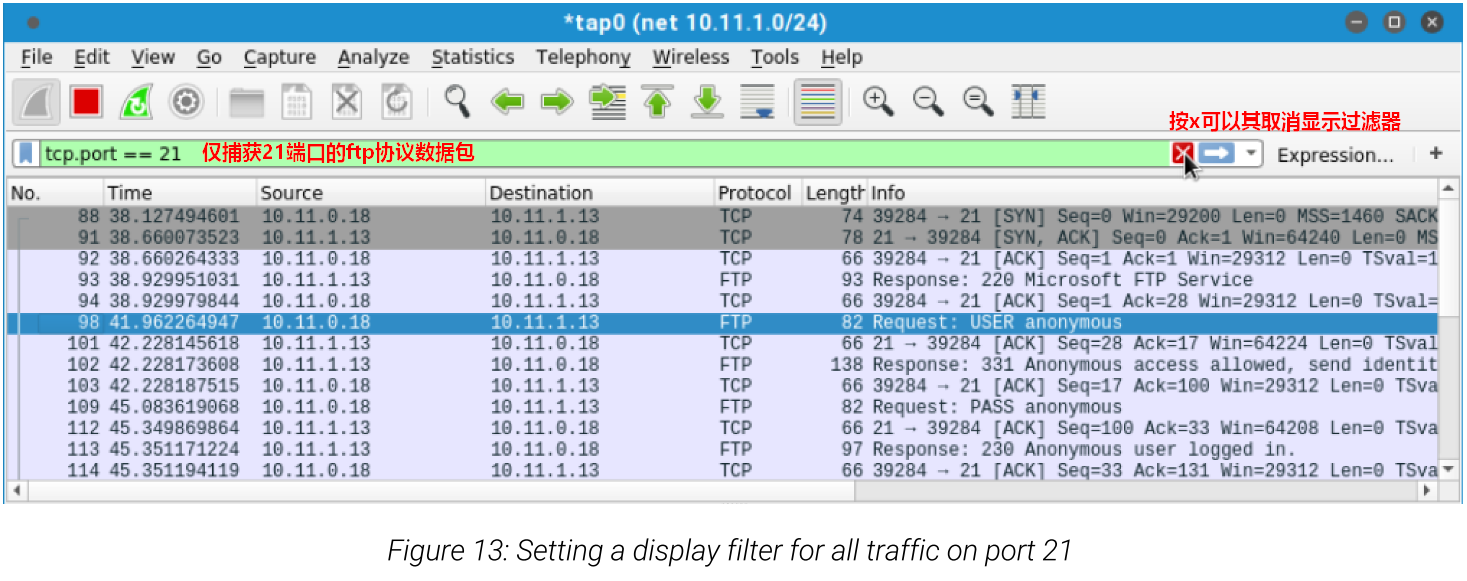 *tap0 (net 10.11.1.0/24)
File Edit View Go Capture Analyze Statistics Telephony Wireless Tools Help
按x可以其取消显示过滤器
tcp.port == 21 仅捕获21端口的ftp协议数据包 Expression... +
No. Time Source Destination Protocol Length Info
88 38.127494601 10.11.0.18 10.11.1.13 TCP 74 39284 → 21 [SYN] Seq=0 Win=29200 Len=0 MSS=1460 SACK
91 38.660073523 10.11.1.13 10.11.0.18 TCP 78 21 → 39284 [SYN, ACK] Seq=0 Ack=1 Win=64240 Len=0 MS
92 38.660264333 10.11.0.18 10.11.1.13 TCP 66 39284 → 21 [ACK] Seq=1 Ack=1 Win=29312 Len=0 TSval=1
93 38.929951031 10.11.1.13 10.11.0.18 FTP 93 Response: 220 Microsoft FTP Service
94 38.929979844 10.11.0.18 10.11.1.13 TCP 66 39284 → 21 [ACK] Seq=1 Ack=28 Win=29312 Len=0 TSval=
98 41.962264947 10.11.0.18 10.11.1.13 FTP 82 Request: USER anonymous
101 42.228145618 10.11.1.13 10.11.0.18 TCP 66 21 → 39284 [ACK] Seq=28 Ack=17 Win=64224 Len=0 TSval
102 42.228173608 10.11.1.13 10.11.0.18 FTP 138 Response: 331 Anonymous access allowed, send identit
103 42.228187515 10.11.0.18 10.11.1.13 TCP 66 39284 → 21 [ACK] Seq=17 Ack=100 Win=29312 Len=0 TSva
109 45.083619068 10.11.0.18 10.11.1.13 FTP 82 Request: PASS anonymous
112 45.349869864 10.11.1.13 10.11.0.18 TCP 66 21 → 39284 [ACK] Seq=100 Ack=33 Win=64208 Len=0 TSva
113 45.351171224 10.11.1.13 10.11.0.18 FTP 97 Response: 230 Anonymous user logged in.
114 45.351194119 10.11.0.18 10.11.1.13 TCP 66 39284 → 21 [ACK] Seq=33 Ack=131 Win=29312 Len=0 TSva
Figure 13: Setting a display filter for all traffic on port 21